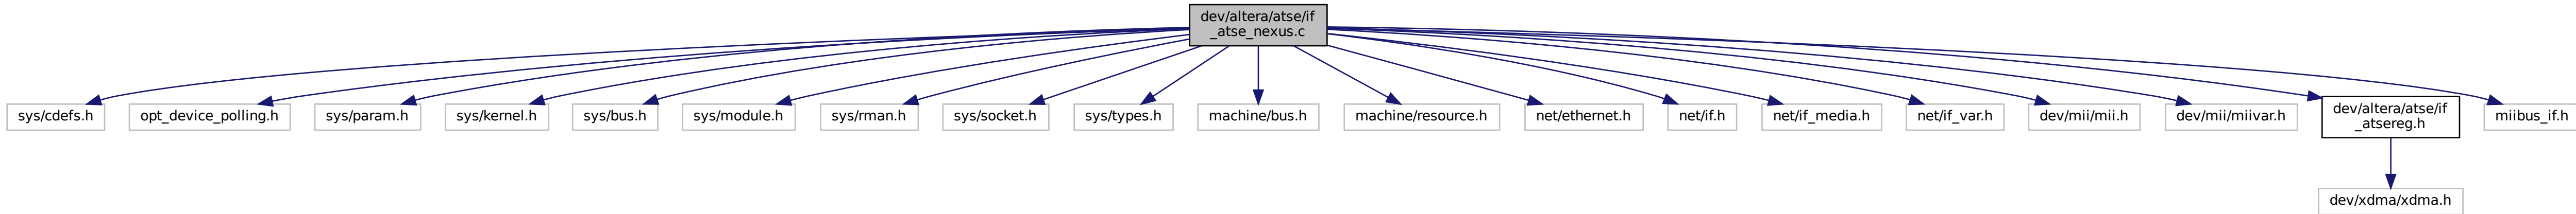 dev/altera/atse/if
_atse_nexus.c
sys/cdefs.h
opt_device_polling.h
sys/param.h
sys/kernel.h
sys/bus.h
sys/module.h
sys/rman.h
sys/socket.h
sys/types.h
machine/bus.h
machine/resource.h
net/ethernet.h
net/if.h
net/if_media.h
net/if_var.h
dev/mii/mii.h
dev/mii/miivar.h
dev/altera/atse/if
_atsereg.h
miibus_if.h
dev/xdma/xdma.h